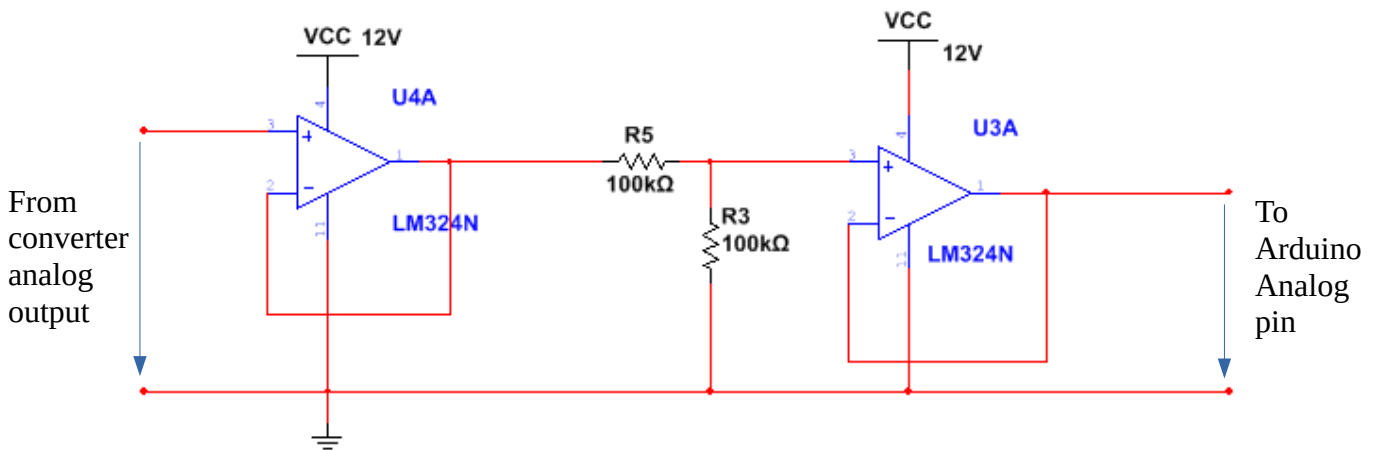 VCC 12V
4
U4A
3
+
1
2
−
11
LM324N
From
converter
analog
output
R5
100kΩ
R3
100kΩ
VCC
12V
4
U3A
3
+
1
2
−
11
LM324N
To
Arduino
Analog
pin